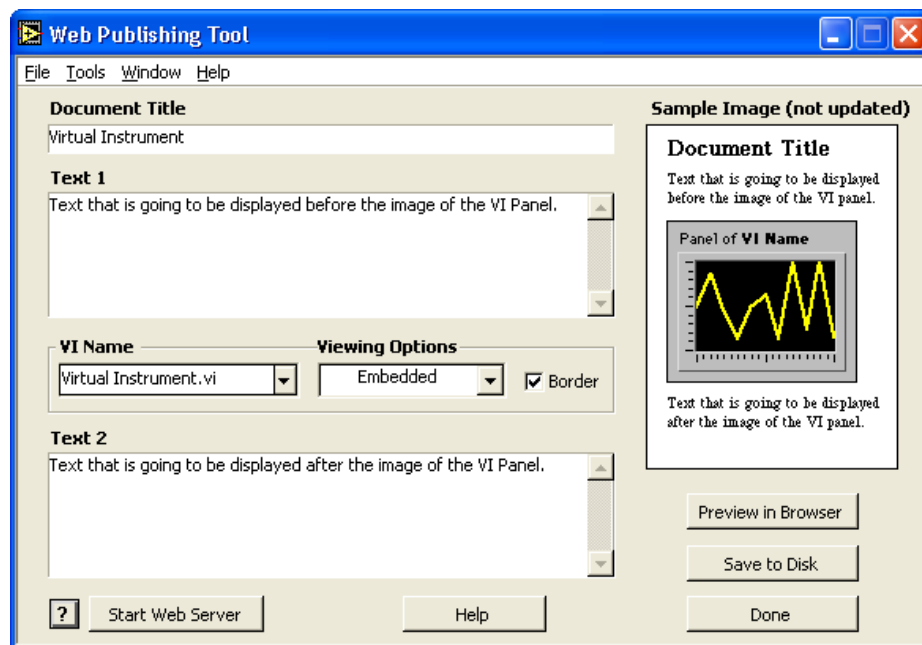 Web Publishing Tool
File Tools Window Help
Document Title
Virtual Instrument
Text 1
Text that is going to be displayed before the image of the VI Panel.
VI Name
Viewing Options
Virtual Instrument.vi
Embedded
Border
Text 2
Text that is going to be displayed after the image of the VI Panel.
?
Start Web Server
Help
Sample Image (not updated)
Document Title
Text that is going to be displayed
before the image of the VI panel.
Panel of VI Name
Text that is going to be displayed
after the image of the VI panel.
Preview in Browser
Save to Disk
Done